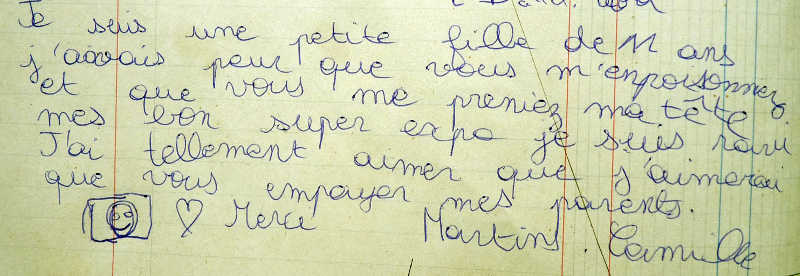 Je suis une petite fille de 11 ans
j'avais peur que vous m'enpoisonnez
et que vous me preniez ma tête.
mes bon super expo je suis ravi
J'ai tellement aimer que j'aimerai
que vous empayer mes parents.
Merci Martins. Camille